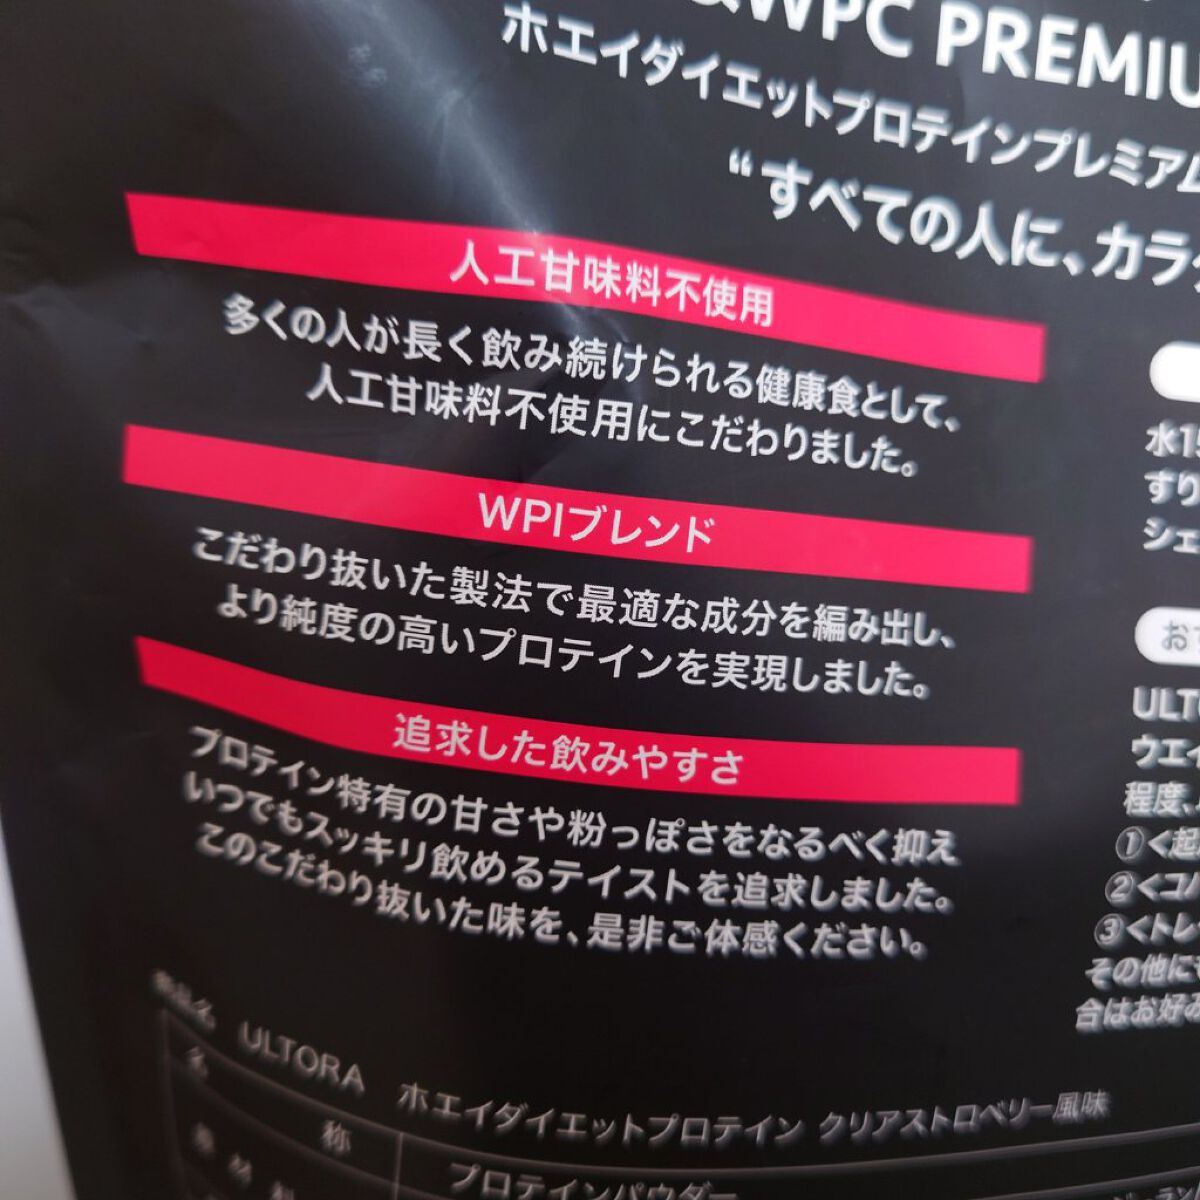 &WPC PREMIU
ホエイダイエットプロテインプレミアム
“すべての人に、カラ
人工甘味料不使用
多くの人が長く飲み続けられる健康食として、
人工甘味料不使用にこだわりました。
WPIブレンド
こだわり抜いた製法で最適な成分を編み出し、
より純度の高いプロテインを実現しました。
追求した飲みやすさ
プロテイン特有の甘さや粉っぽさをなるべく抑え
いつでもスッキリ飲めるテイストを追求しました。
このこだわり抜いた味を、是非ご体感ください。
水1
すり
シェ
お
ULTO
ウエイ
程度、
①<起
②<コ
③<トレ
その他に
合はお好み
商品名 ULTORA ホエイダイエットプロテイン クリアストロベリー風味
名 称 プロテインパウダー
原 材 料